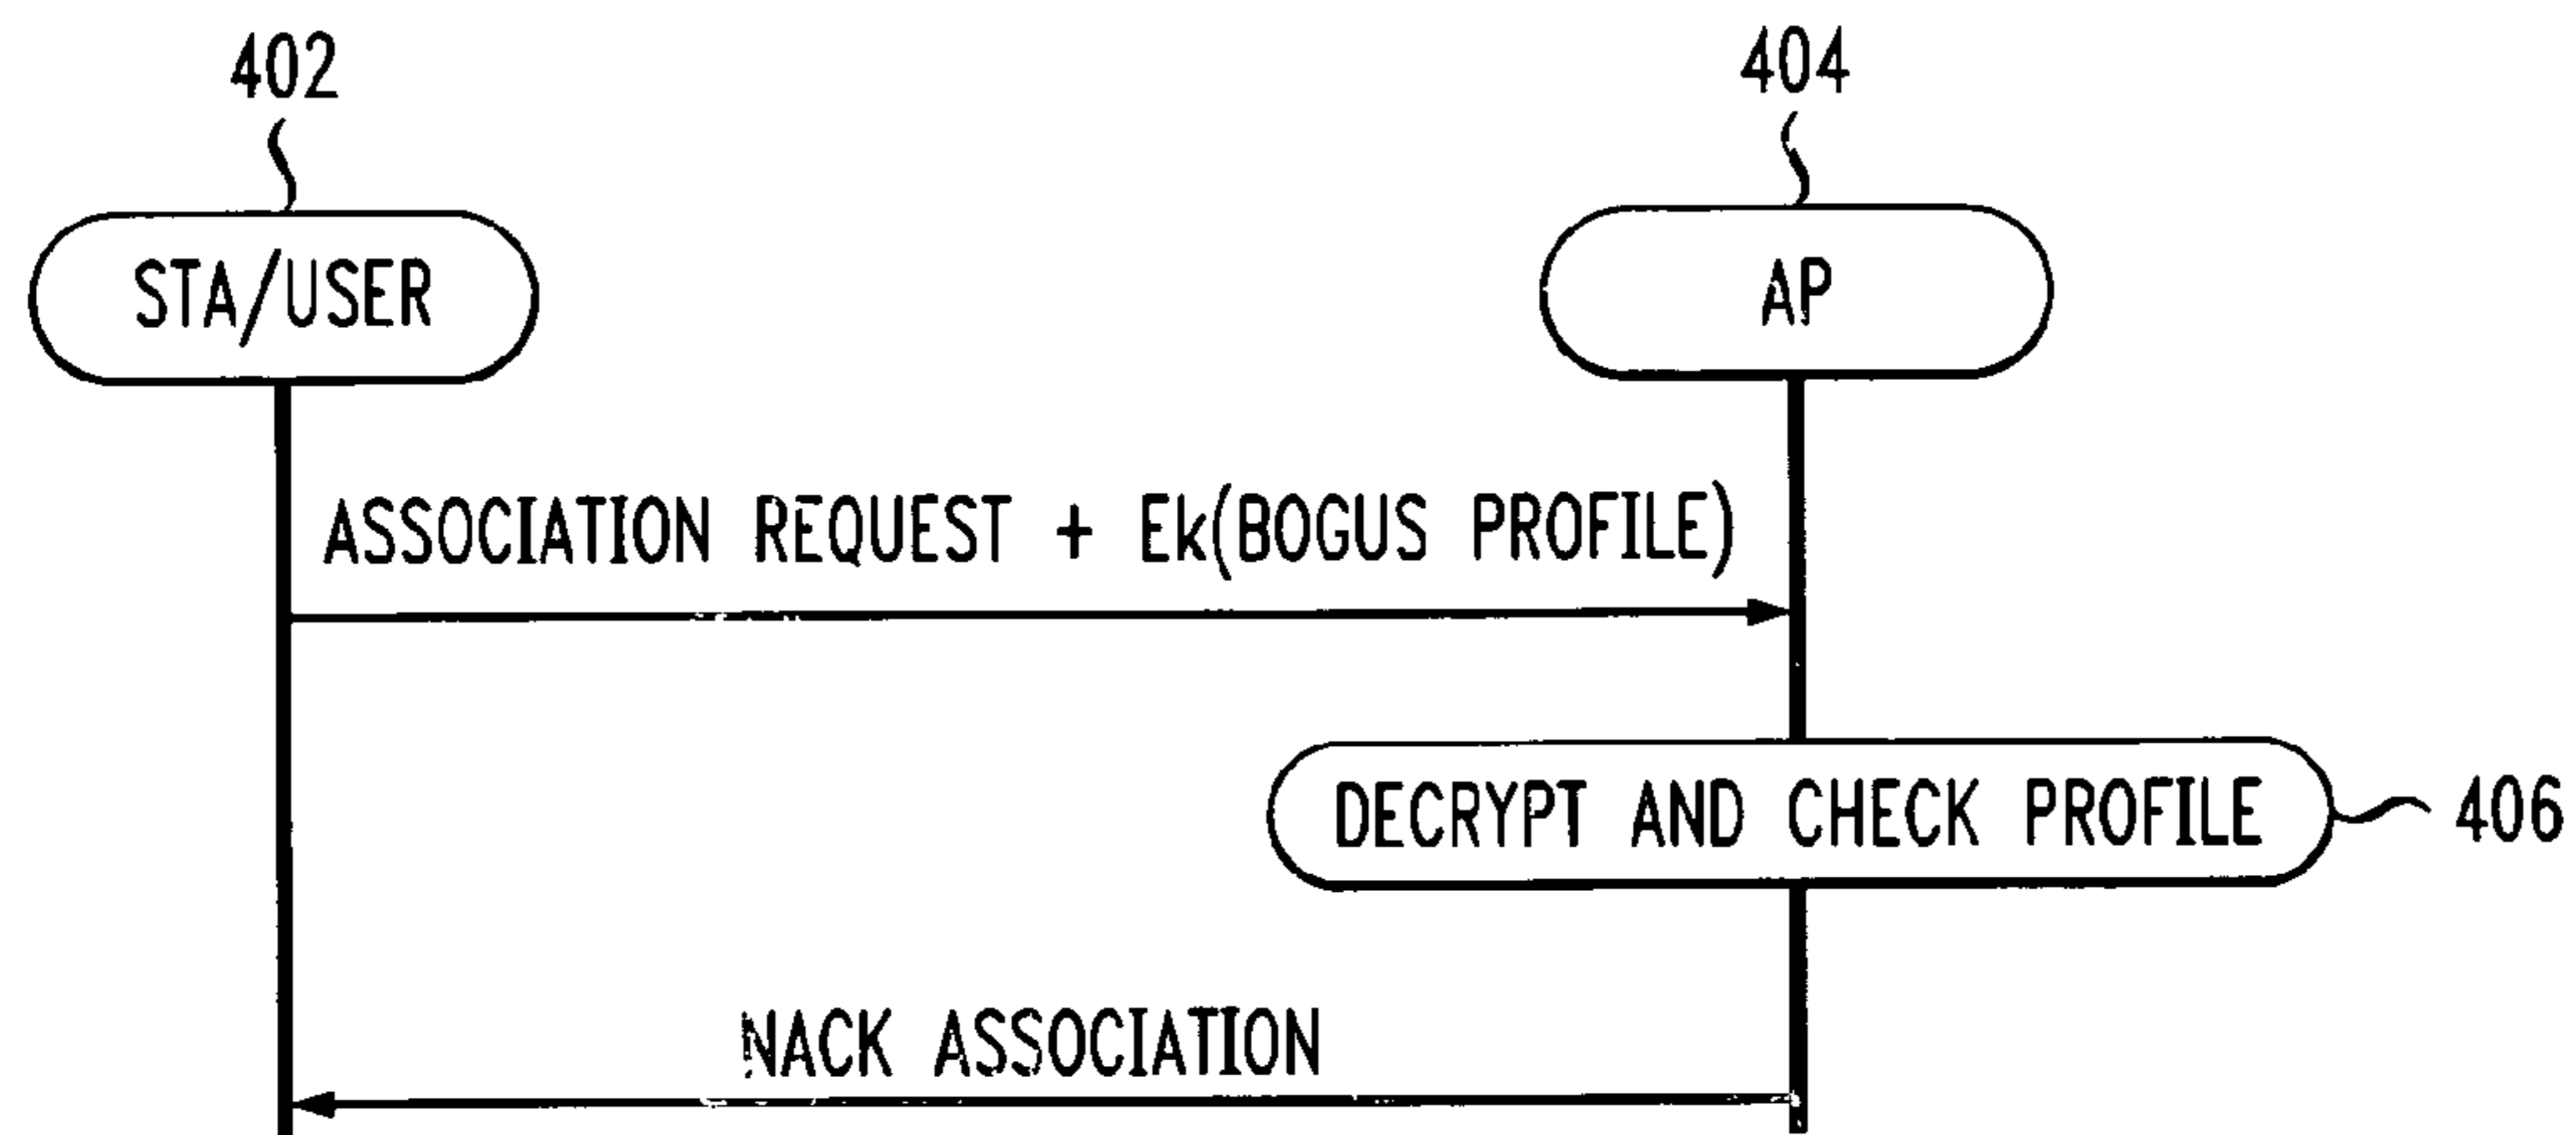 402
404
STA/USER
AP
ASSOCIATION REQUEST + Ek(BOGUS PROFILE)
DECRYPT AND CHECK PROFILE
406
NACK ASSOCIATION